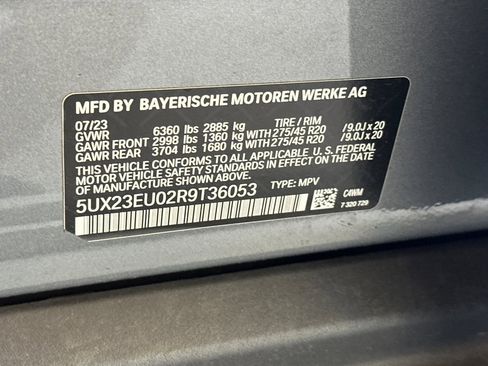 MFD BY BAYERISCHE MOTOREN WERKE AG
07/23 TIRE / RIM
GVWR 6360 lbs 2885 kg
GAWR FRONT 2998 lbs 1360 kg WITH 275/45 R20 /9.0J x 20
GAWR REAR 3704 lbs 1680 kg WITH 275/45 R20 /9.0J x 20
THIS VEHICLE CONFORMS TO ALL APPLICABLE U. S. FEDERAL
MOTOR VEHICLE SAFETY STANDARDS IN EFFECT ON THE
DATE OF MANUFACTURE SHOWN ABOVE.
5UX23EU02R9T36053 TYPE: MPV
C4WM
7 320 729